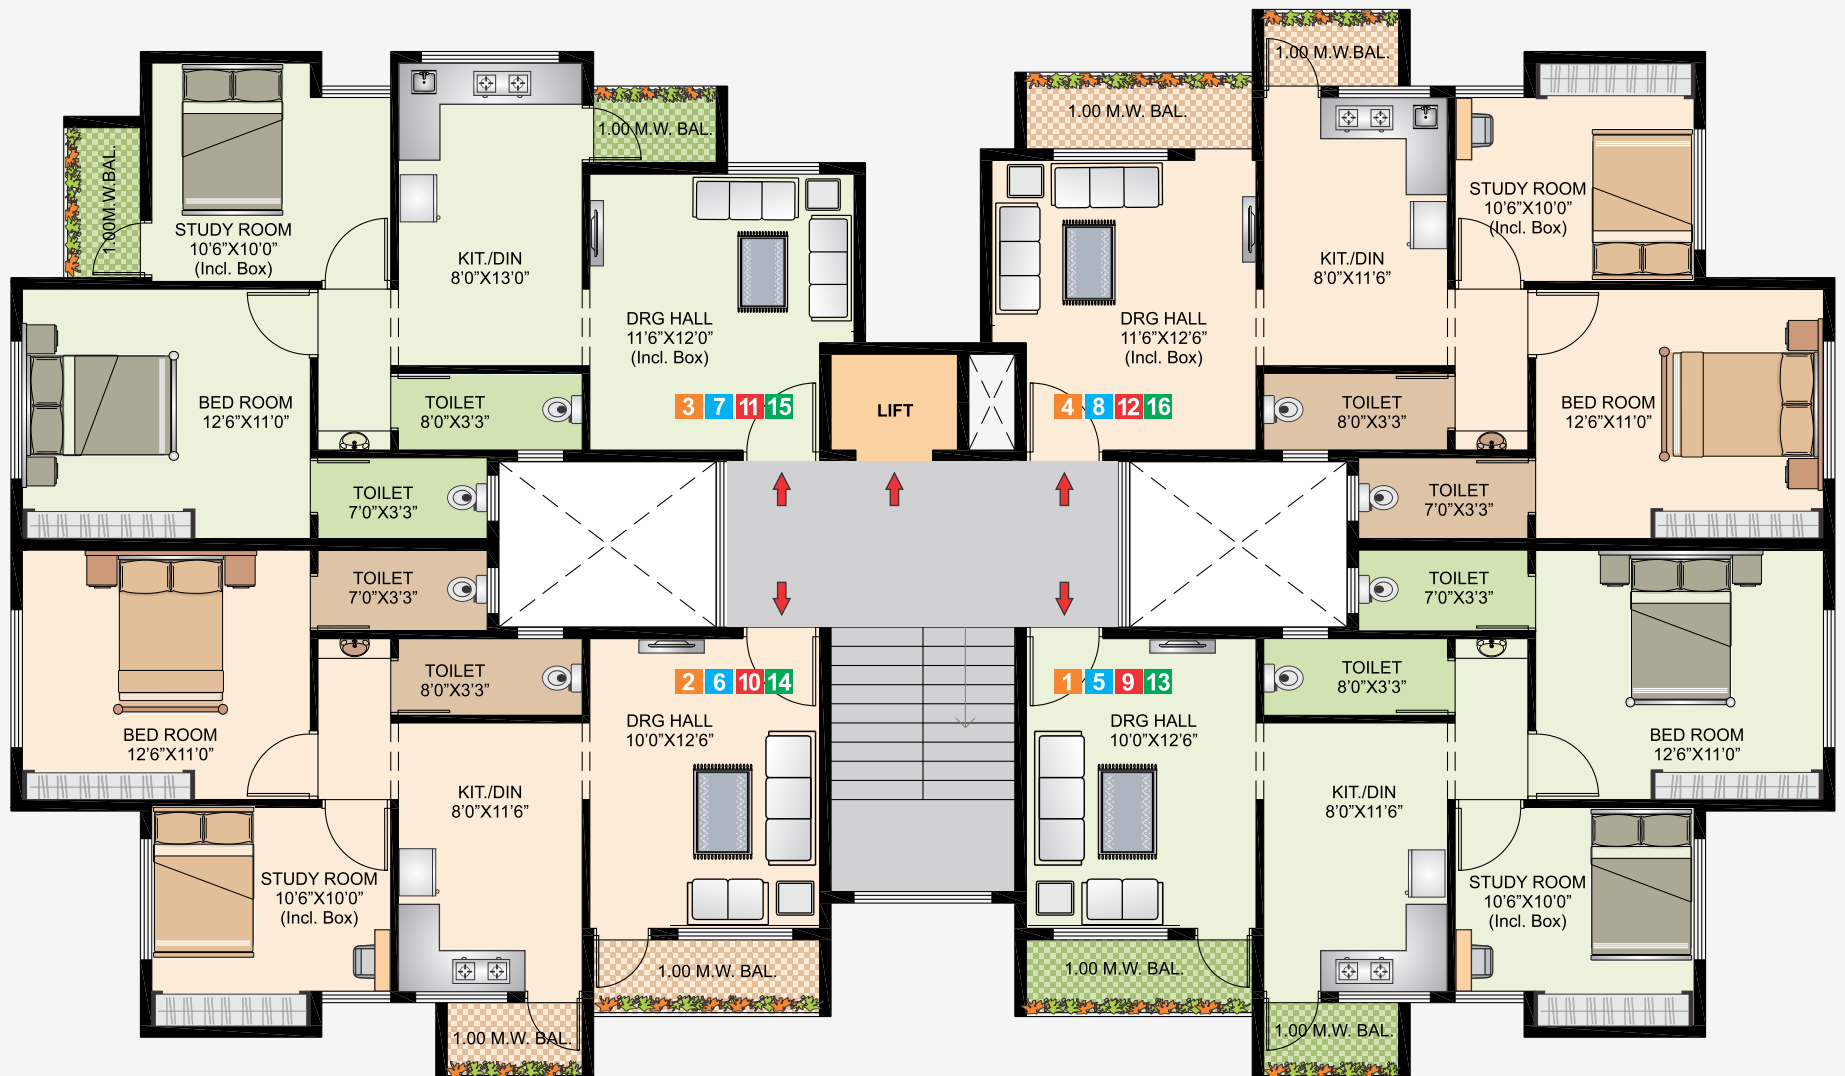 1.00 M.W.BAL.
STUDY ROOM
10'6"X10'0"
(Incl. Box)
KIT./DIN
8'0"X13'0"
1.00 M.W. BAL.
DRG HALL
11'6"X12'0"
(Incl. Box)
3 7 11 15
BED ROOM
12'6"X11'0"
TOILET
8'0"X3'3"
TOILET
7'0"X3'3"
LIFT
1.00 M.W. BAL.
1.00 M.W.BAL.
DRG HALL
11'6"X12'6"
(Incl. Box)
4 8 12 16
KIT./DIN
8'0"X11'6"
STUDY ROOM
10'6"X10'0"
(Incl. Box)
TOILET
8'0"X3'3"
BED ROOM
12'6"X11'0"
TOILET
7'0"X3'3"
TOILET
7'0"X3'3"
TOILET
8'0"X3'3"
BED ROOM
12'6"X11'0"
2 6 10 14
DRG HALL
10'0"X12'6"
KIT./DIN
8'0"X11'6"
STUDY ROOM
10'6"X10'0"
(Incl. Box)
1.00 M.W. BAL.
1.00 M.W. BAL.
TOILET
7'0"X3'3"
TOILET
8'0"X3'3"
1 5 9 13
DRG HALL
10'0"X12'6"
BED ROOM
12'6"X11'0"
KIT./DIN
8'0"X11'6"
STUDY ROOM
10'6"X10'0"
(Incl. Box)
1.00 M.W. BAL.
1.00 M.W. BAL.